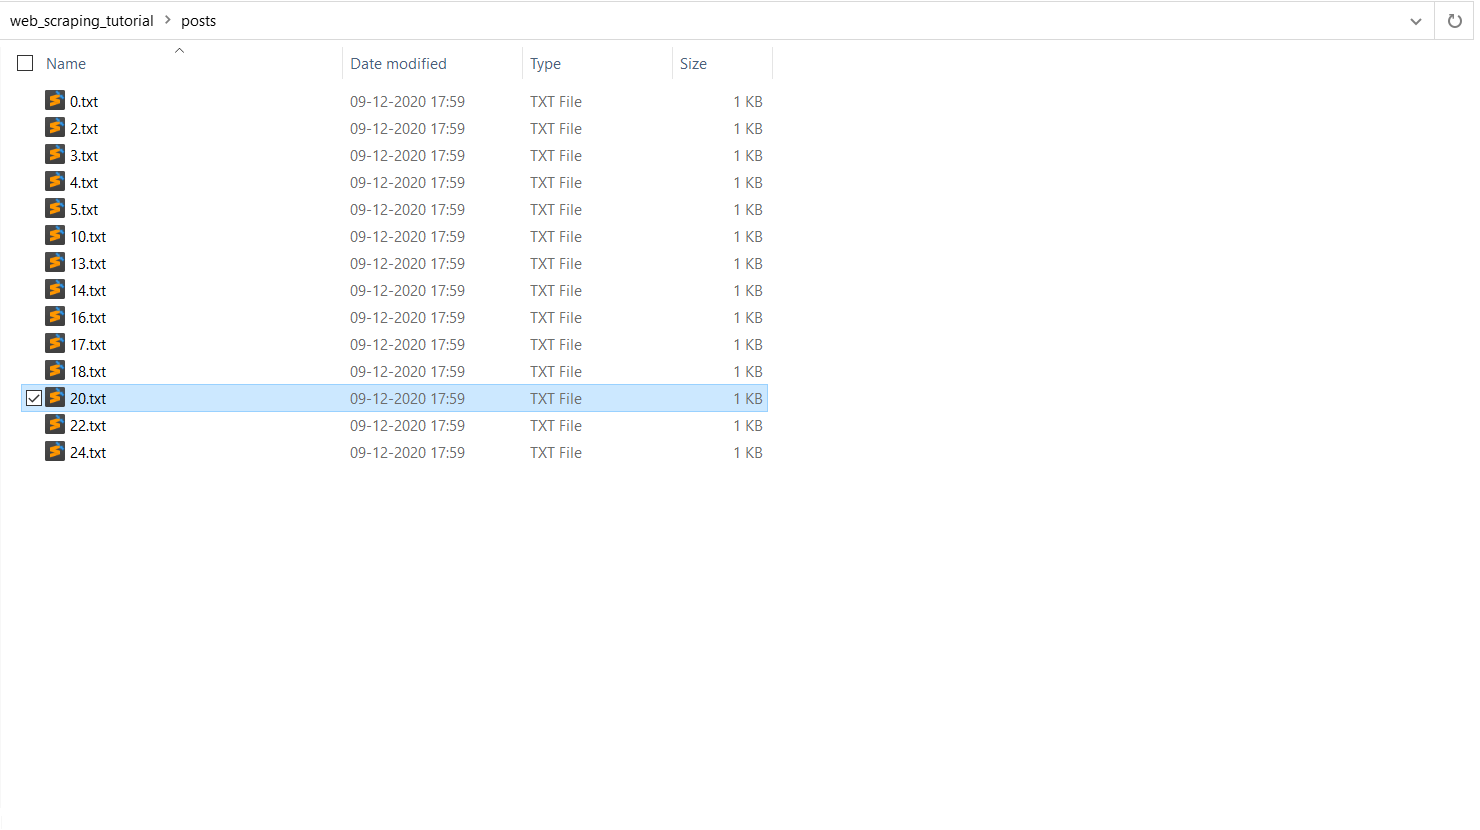 web_scraping_tutorial > posts
Name Date modified Type Size
0.txt 09-12-2020 17:59 TXT File 1 KB
2.txt 09-12-2020 17:59 TXT File 1 KB
3.txt 09-12-2020 17:59 TXT File 1 KB
4.txt 09-12-2020 17:59 TXT File 1 KB
5.txt 09-12-2020 17:59 TXT File 1 KB
10.txt 09-12-2020 17:59 TXT File 1 KB
13.txt 09-12-2020 17:59 TXT File 1 KB
14.txt 09-12-2020 17:59 TXT File 1 KB
16.txt 09-12-2020 17:59 TXT File 1 KB
17.txt 09-12-2020 17:59 TXT File 1 KB
18.txt 09-12-2020 17:59 TXT File 1 KB
20.txt 09-12-2020 17:59 TXT File 1 KB
22.txt 09-12-2020 17:59 TXT File 1 KB
24.txt 09-12-2020 17:59 TXT File 1 KB